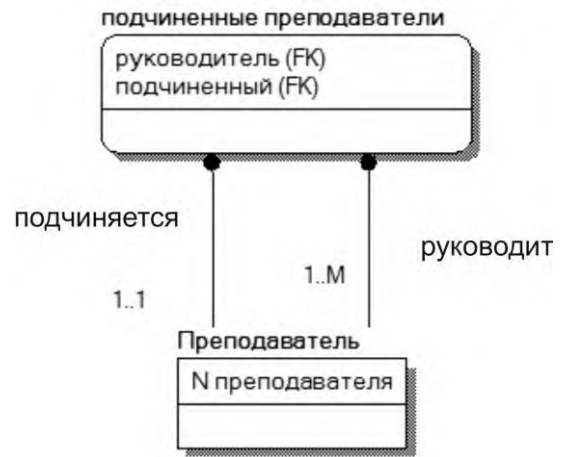 подчиненные преподаватели
руководитель (FK)
подчиненный (FK)
подчиняется
руководит
1..M
1..1
Преподаватель
N преподавателя